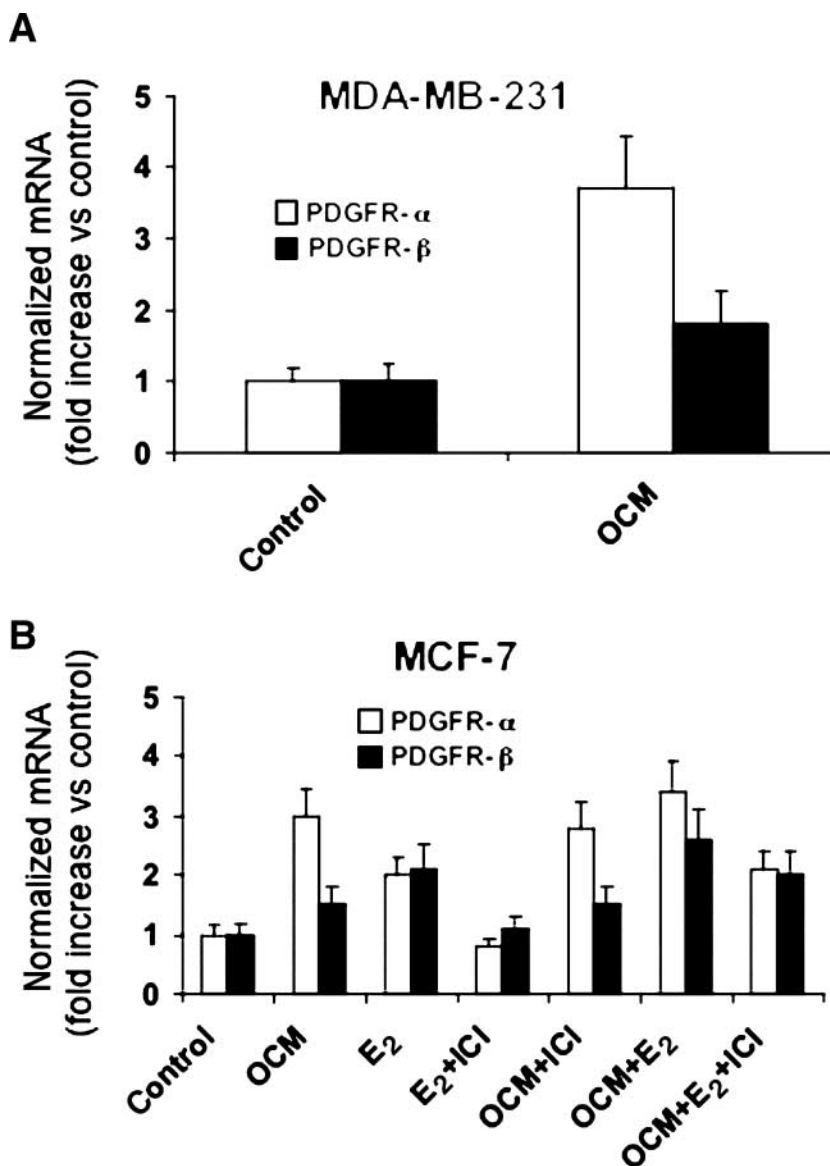 A
MDA-MB-231
Normalized mRNA
(fold increase vs control)
5
4
3
2
1
0
PDGFR-α
PDGFR-β
Control
OCM
B
MCF-7
Normalized mRNA
(fold increase vs control)
5
4
3
2
1
0
PDGFR-α
PDGFR-β
Control
OCM
E₂
E₂+ICI
OCM+ICI
OCM+E₂
OCM+E₂+ICI